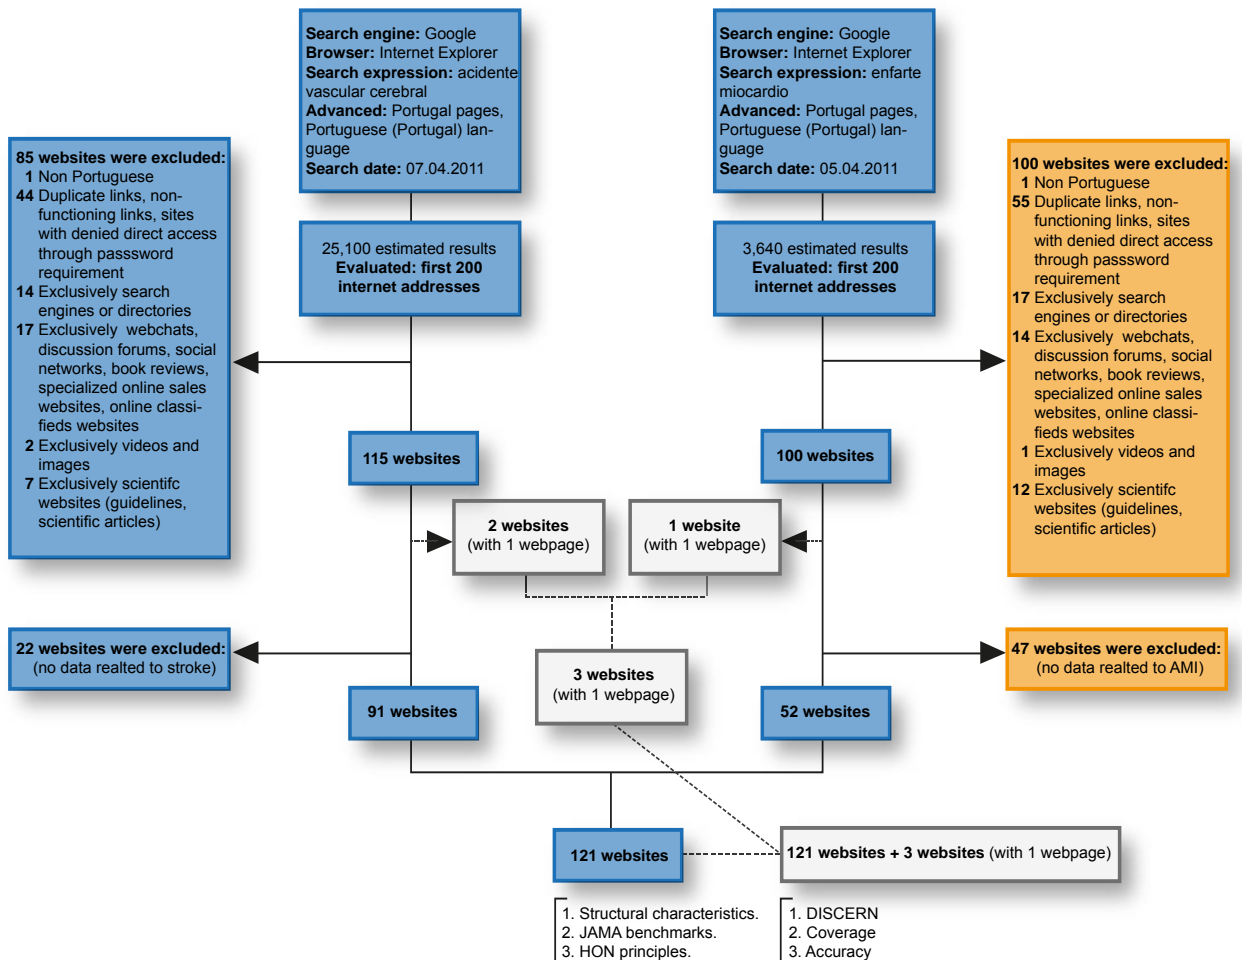 Search engine: Google
Browser: Internet Explorer
Search expression: acidente
vascular cerebral
Advanced: Portugal pages,
Portuguese (Portugal) lan-
guage
Search date: 07.04.2011
Search engine: Google
Browser: Internet Explorer
Search expression: enfarte
miocardio
Advanced: Portugal pages,
Portuguese (Portugal) lan-
guage
Search date: 05.04.2011
85 websites were excluded:
1 Non Portuguese
44 Duplicate links, non-
functioning links, sites
with denied direct access
through passsword
requirement
14 Exclusively search
engines or directories
17 Exclusively webchats,
discussion forums, social
networks, book reviews,
specialized online sales
websites, online classi-
fieds websites
2 Exclusively videos and
images
7 Exclusively scientifc
websites (guidelines,
scientific articles)
25,100 estimated results
Evaluated: first 200
internet addresses
3,640 estimated results
Evaluated: first 200
internet addresses
100 websites were excluded:
1 Non Portuguese
55 Duplicate links, non-
functioning links, sites
with denied direct access
through passsword
requirement
17 Exclusively search
engines or directories
14 Exclusively webchats,
discussion forums, social
networks, book reviews,
specialized online sales
websites, online classi-
fieds websites
1 Exclusively videos and
images
12 Exclusively scientifc
websites (guidelines,
scientific articles)
115 websites
100 websites
2 websites
(with 1 webpage)
1 website
(with 1 webpage)
22 websites were excluded:
(no data realted to stroke)
3 websites
(with 1 webpage)
47 websites were excluded:
(no data realted to AMI)
91 websites
52 websites
121 websites
121 websites + 3 websites (with 1 webpage)
1. Structural characteristics.
2. JAMA benchmarks.
3. HON principles.
1. DISCERN
2. Coverage
3. Accuracy